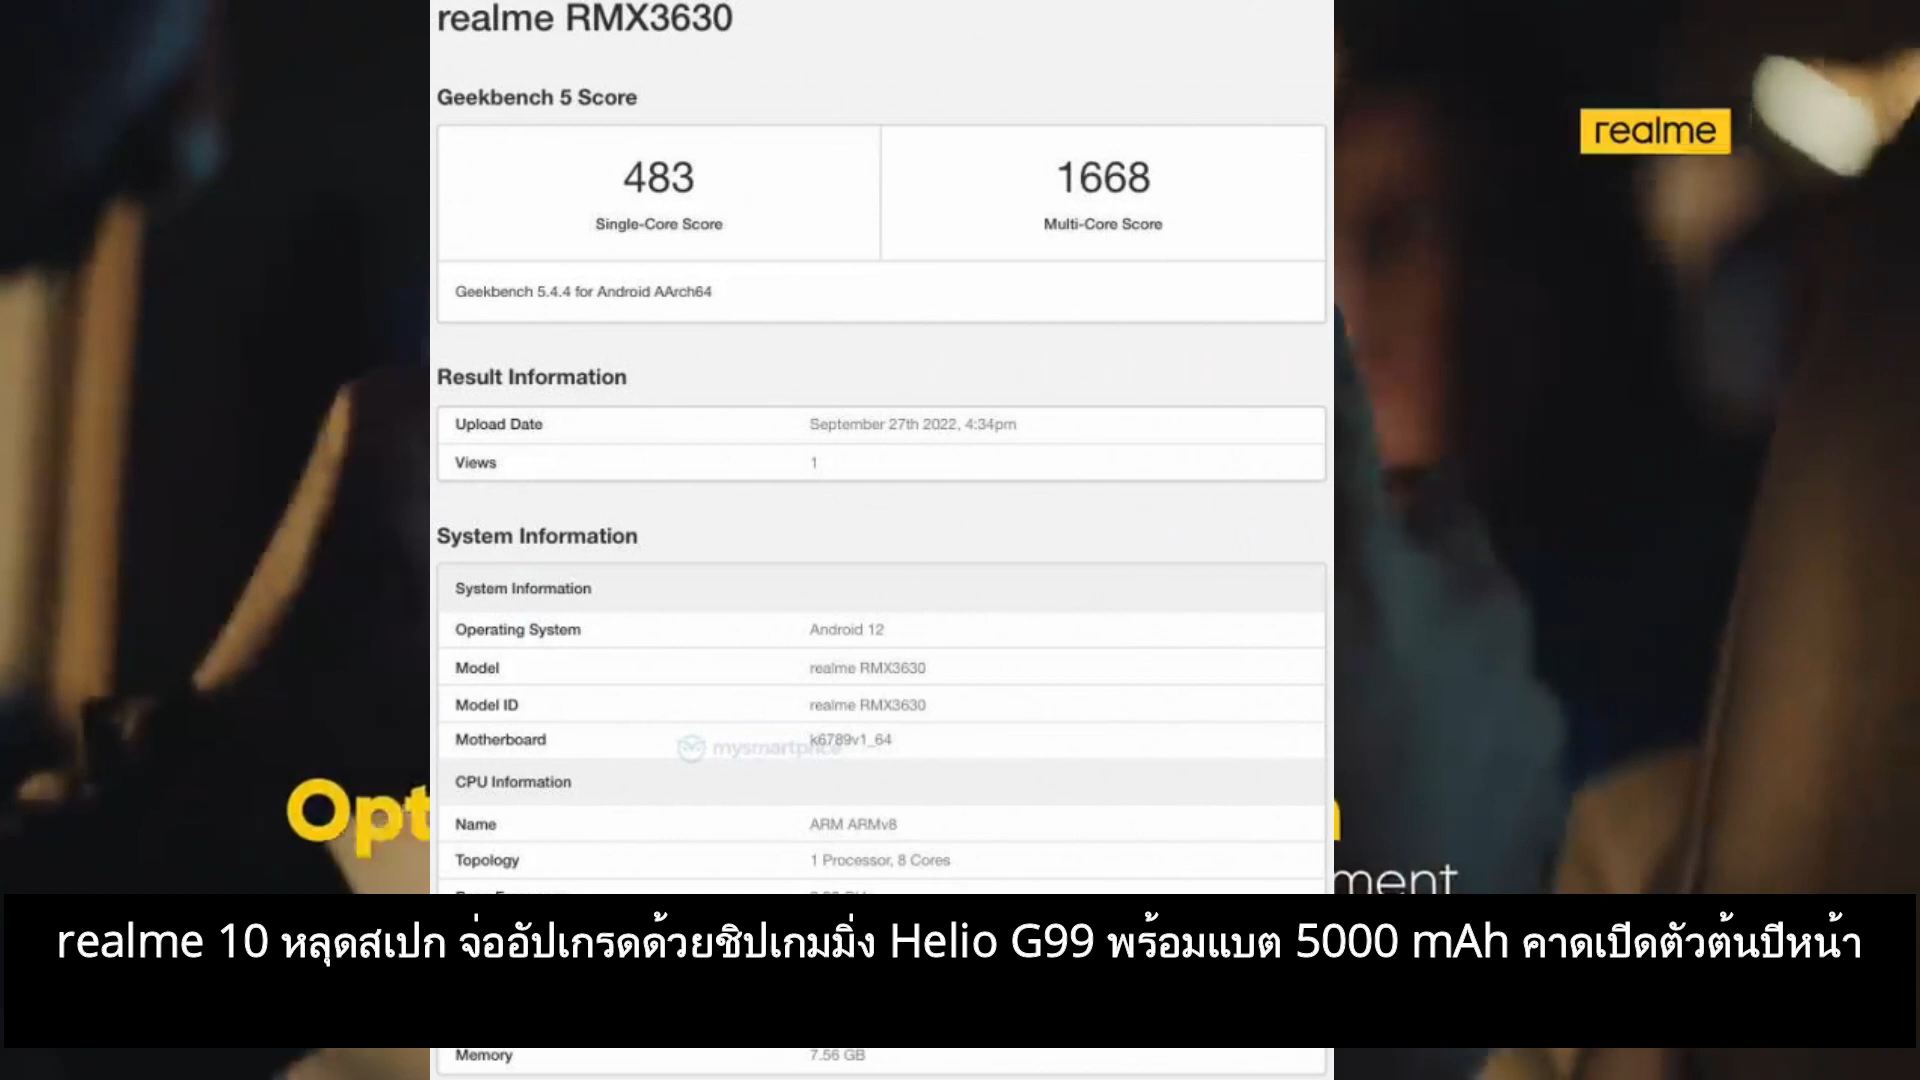 realme RMX3630
Geekbench 5 Score
483
Single-Core Score
1668
Multi-Core Score
Geekbench 5.4.4 for Android AArch64
realme
Result Information
Upload Date September 27th 2022, 4:34pm
Views 1
System Information
System Information
Operating System Android 12
Model realme RMX3630
Model ID realme RMX3630
Motherboard k6789v1_64
mysmartprice
CPU Information
Name ARM ARMv8
Topology 1 Processor, 8 Cores
Opt
ment
realme 10 หลุดสเปก จ่ออัปเกรดด้วยชิปเกมมิ่ง Helio G99 พร้อมแบต 5000 mAh คาดเปิดตัวต้นปีหน้า
Memory 7.56 GB